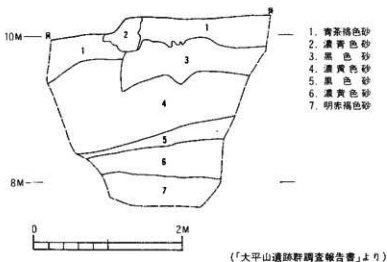 10M
8M
1
2
1
3
4
5
6
7
1. 青茶褐色砂
2. 濃青色砂
3. 黒色砂
4. 濃黄色砂
5. 黒色砂
6. 濃黄色砂
7. 明赤褐色砂
0 2M
(「大平山遺跡群調査報告書」より)